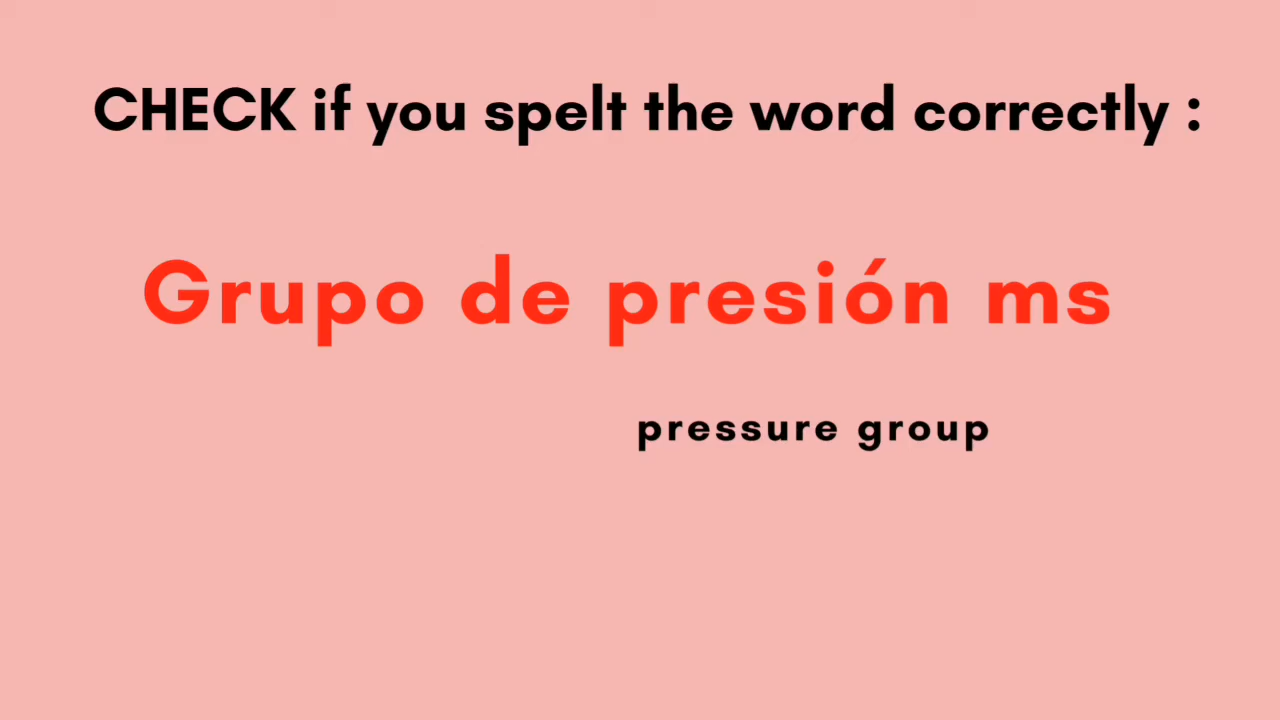 CHECK if you spelt the word correctly :
Grupo de presión ms
pressure group